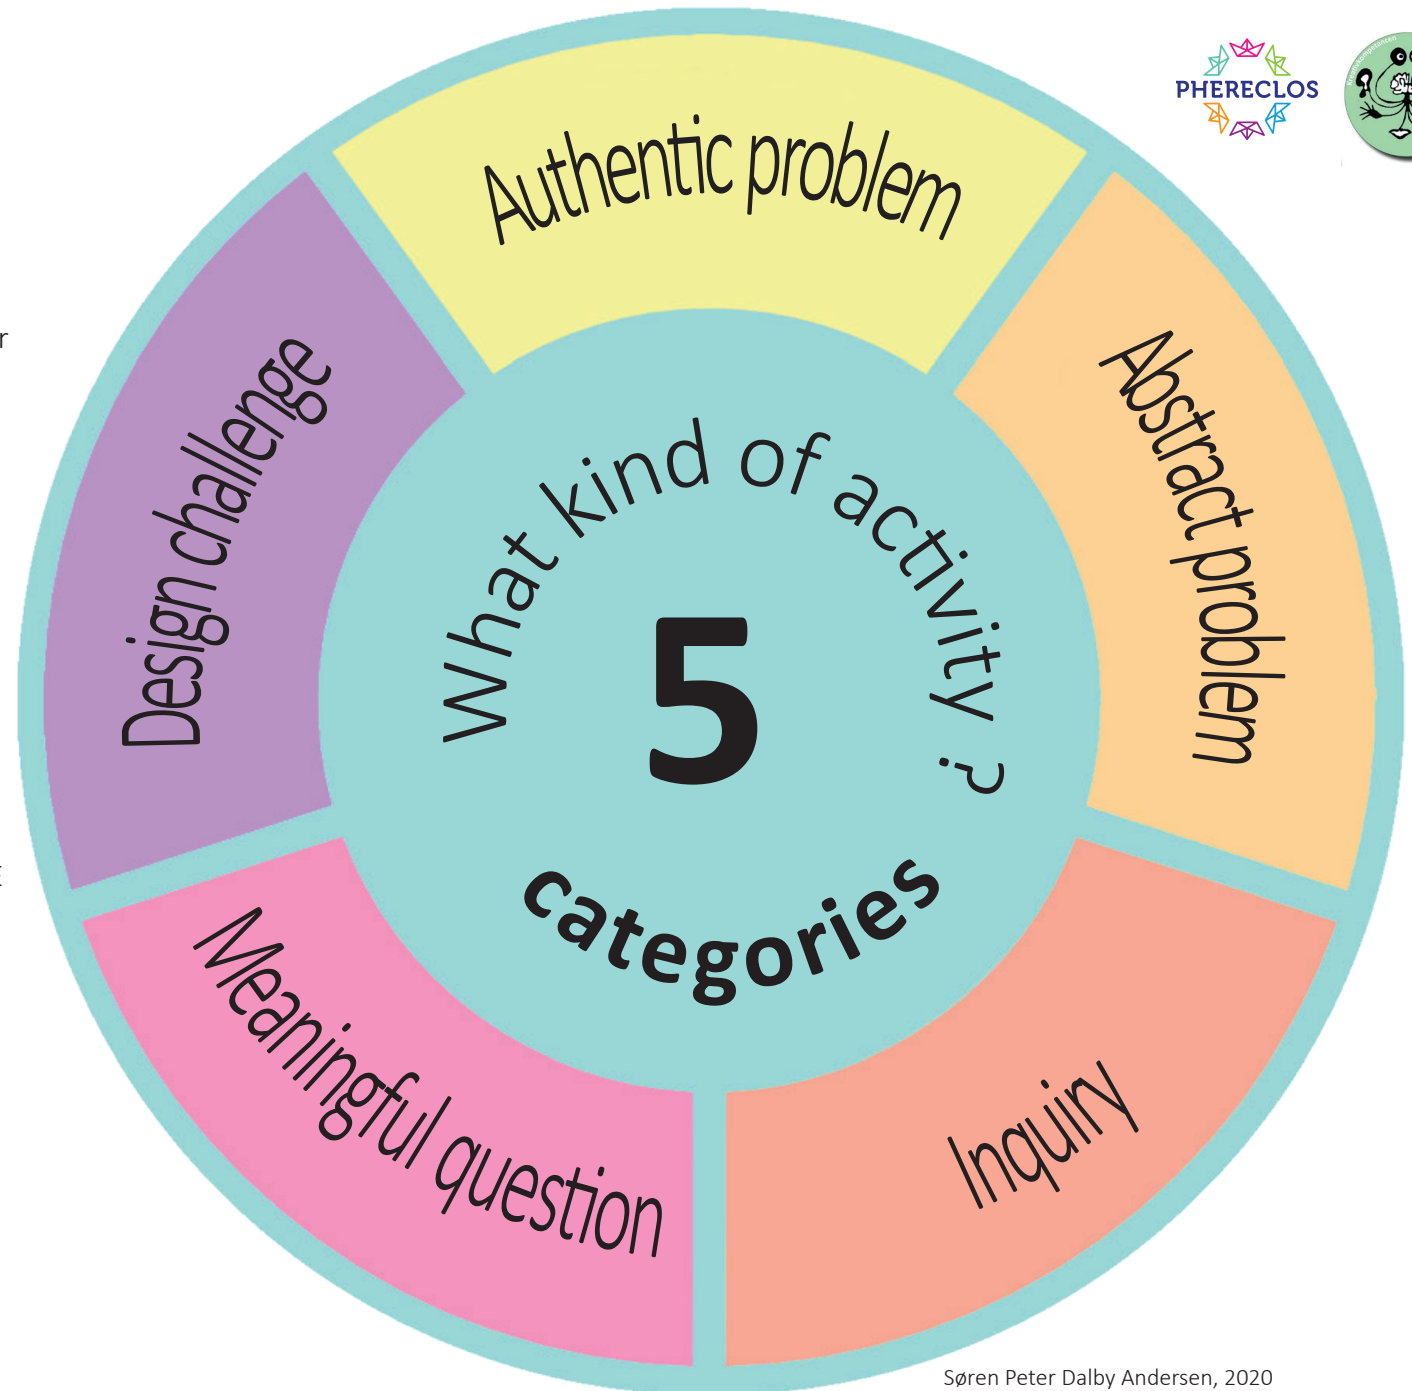 PHERECLOS
Authentic problem
Abstract problem
Inquiry
Meaningful question
Design challenge
What kind of activity ?
5
categories
Søren Peter Dalby Andersen, 2020